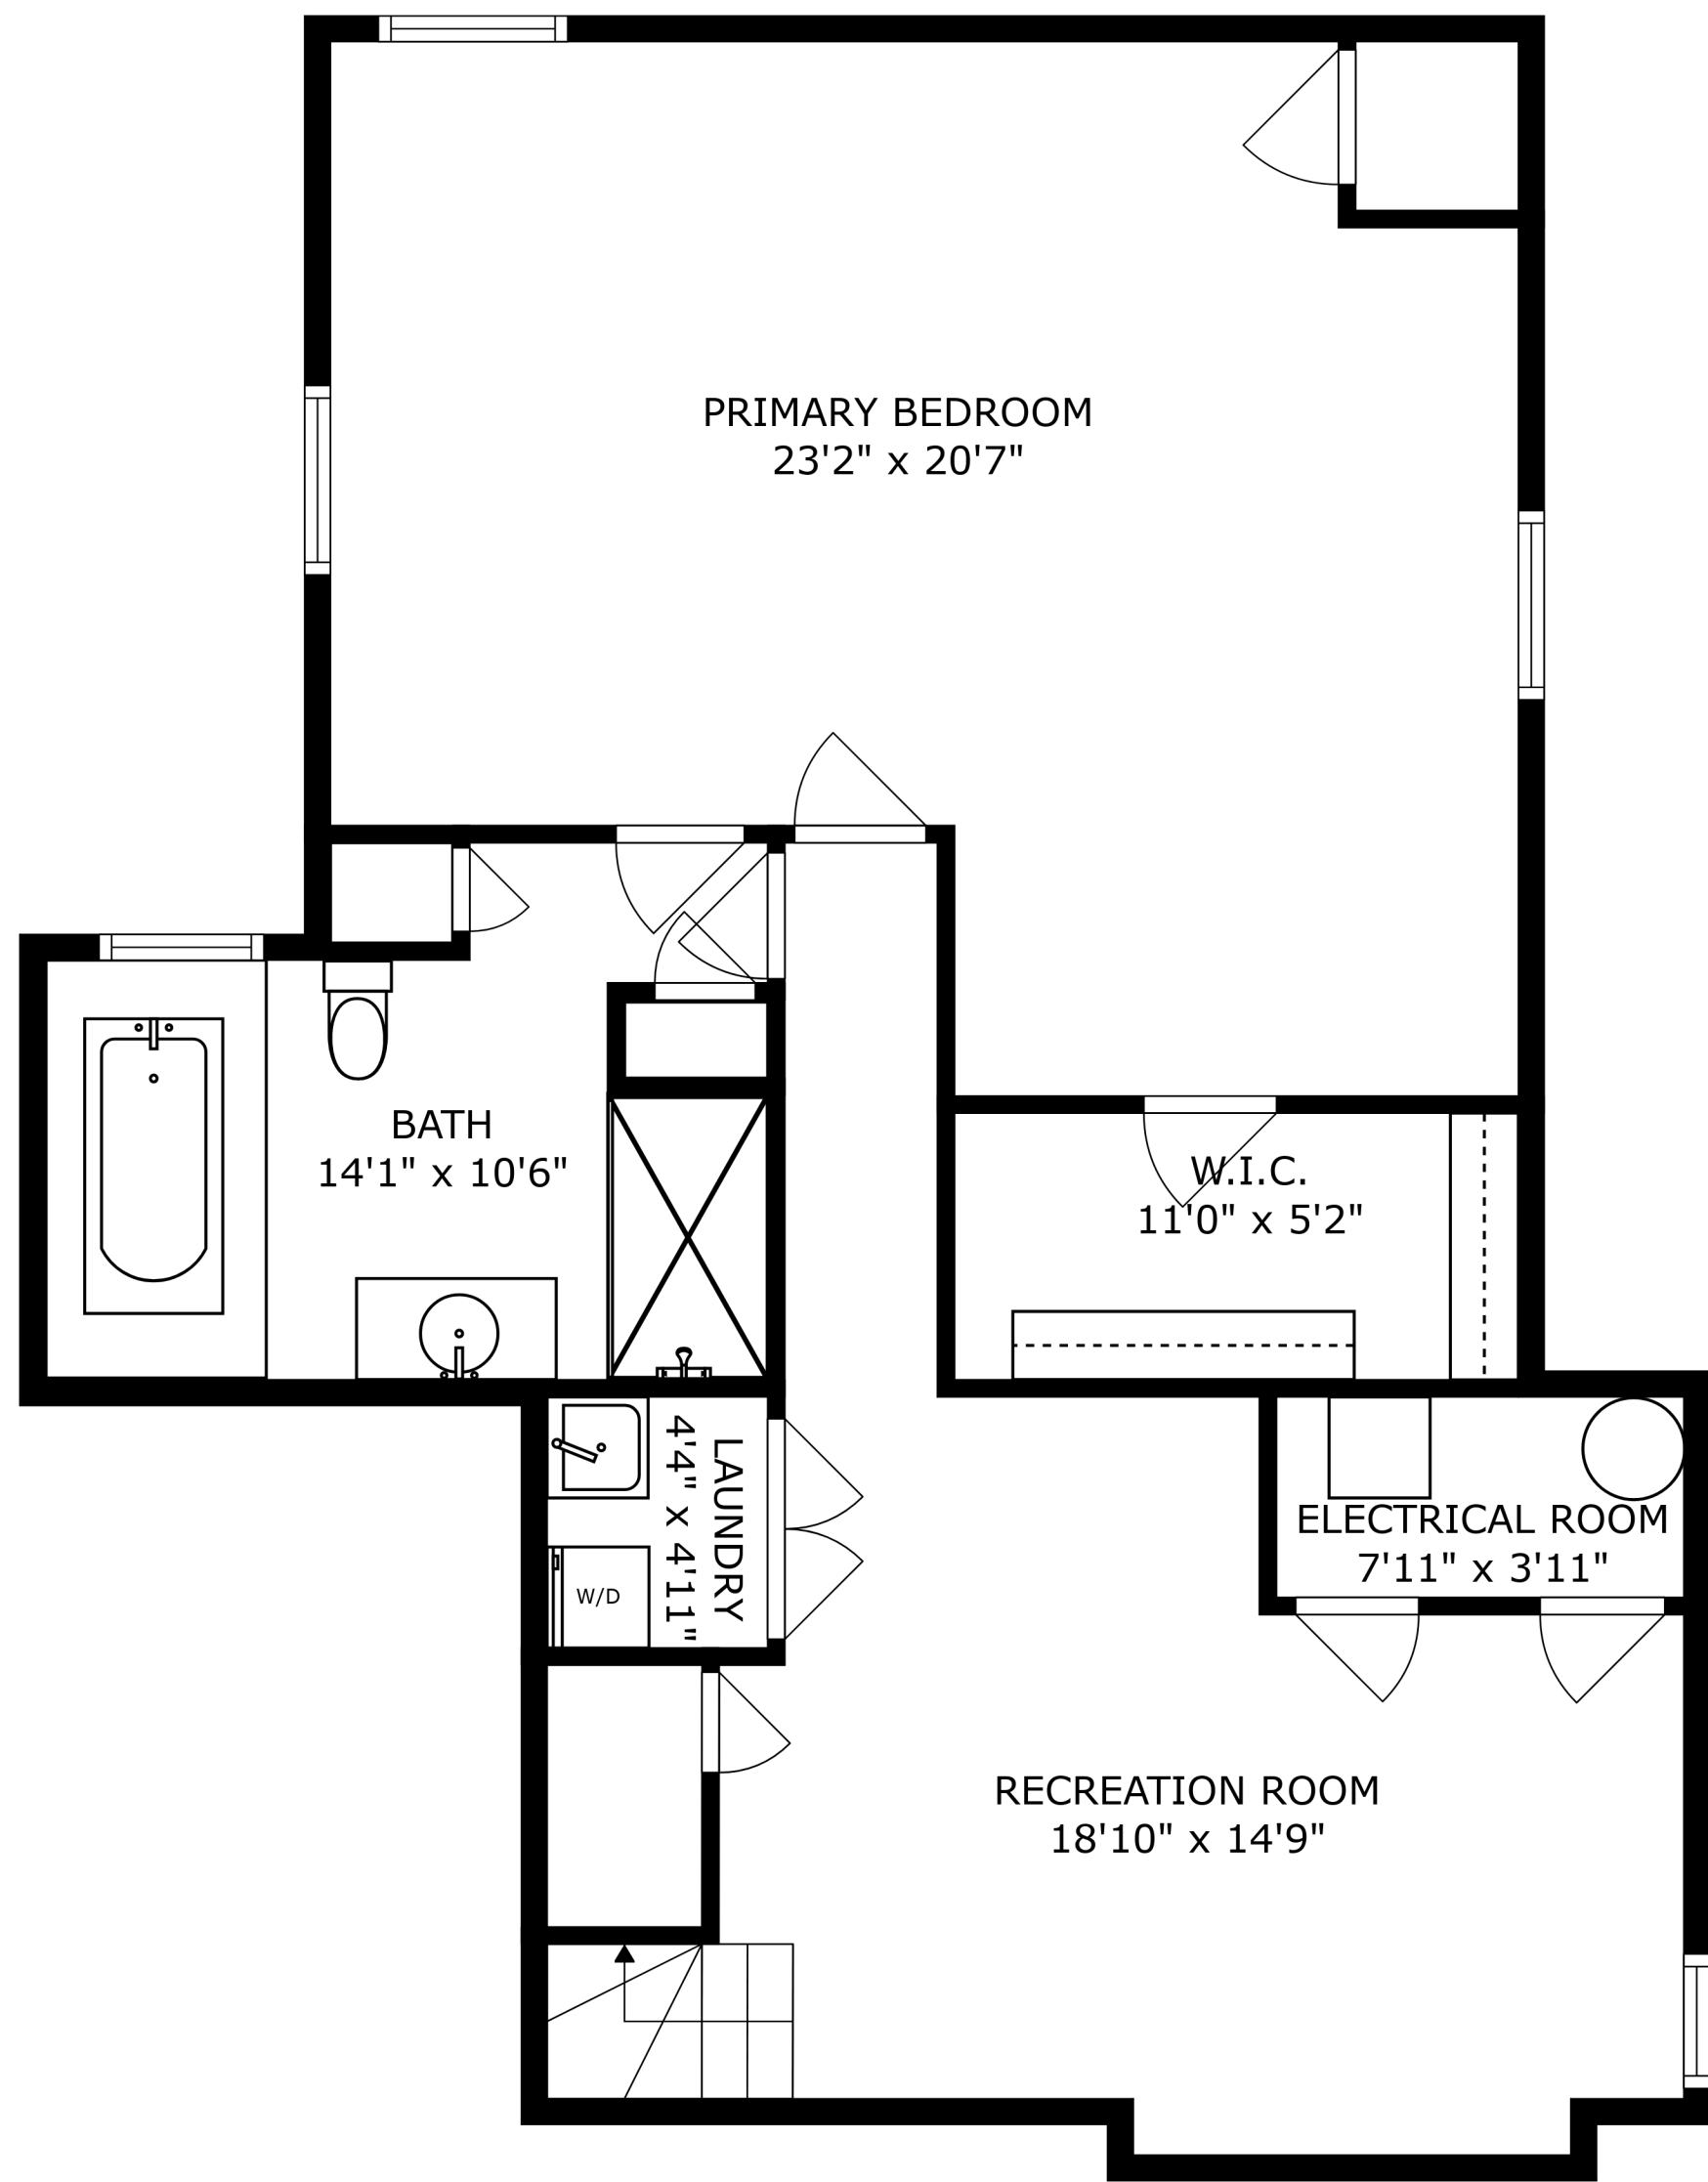 PRIMARY BEDROOM
23'2" x 20'7"
BATH
14'1" x 10'6"
W.I.C.
11'0" x 5'2"
LAUNDRY
4'4" x 4'11"
W/D
ELECTRICAL ROOM
7'11" x 3'11"
RECREATION ROOM
18'10" x 14'9"